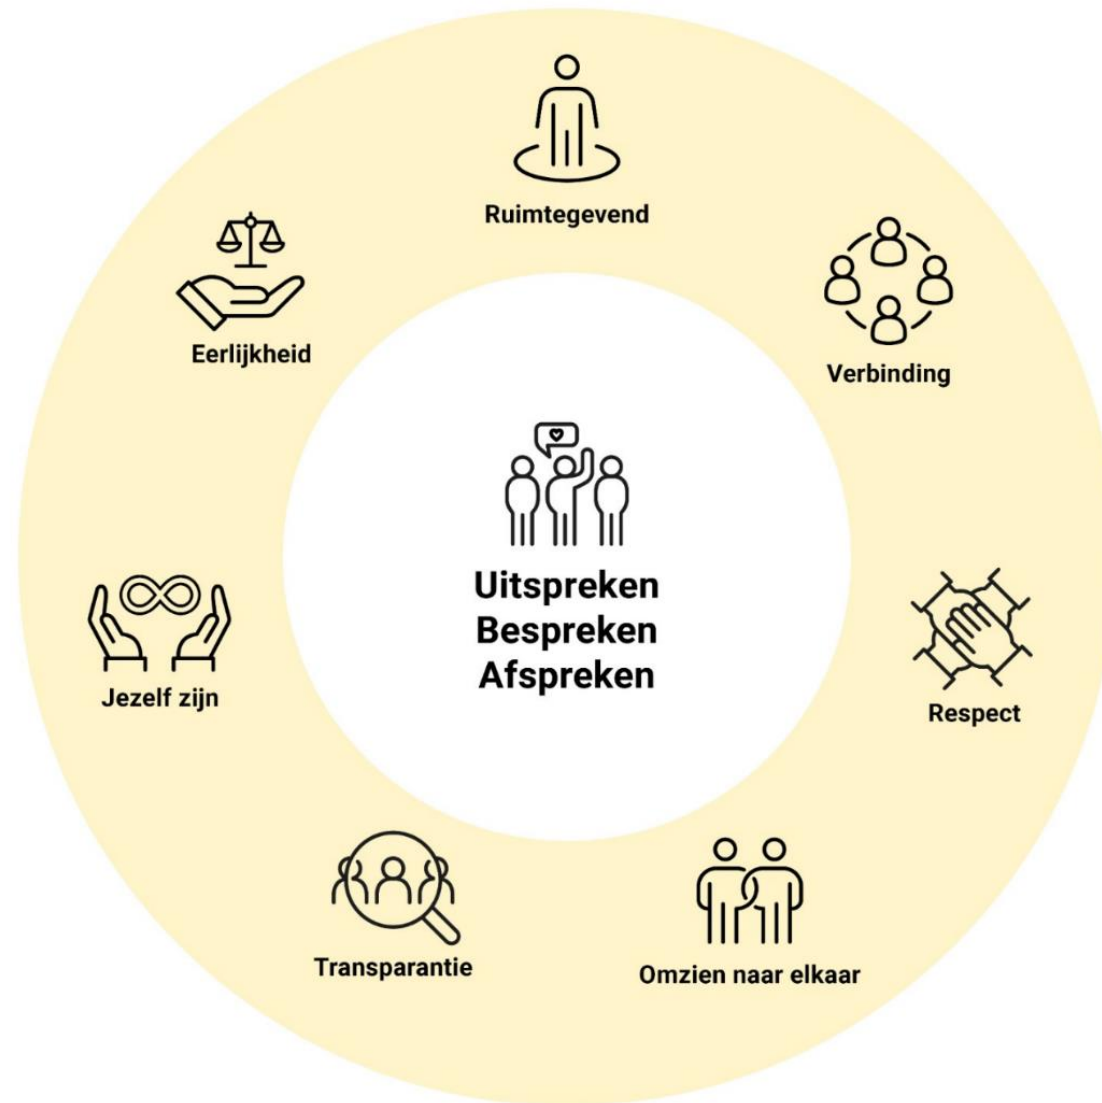 Ruimtegevend
Verbinding
Respect
Omzien naar elkaar
Transparantie
Jezelf zijn
Eerlijkheid
Uitspreken
Bespreken
Afspreken